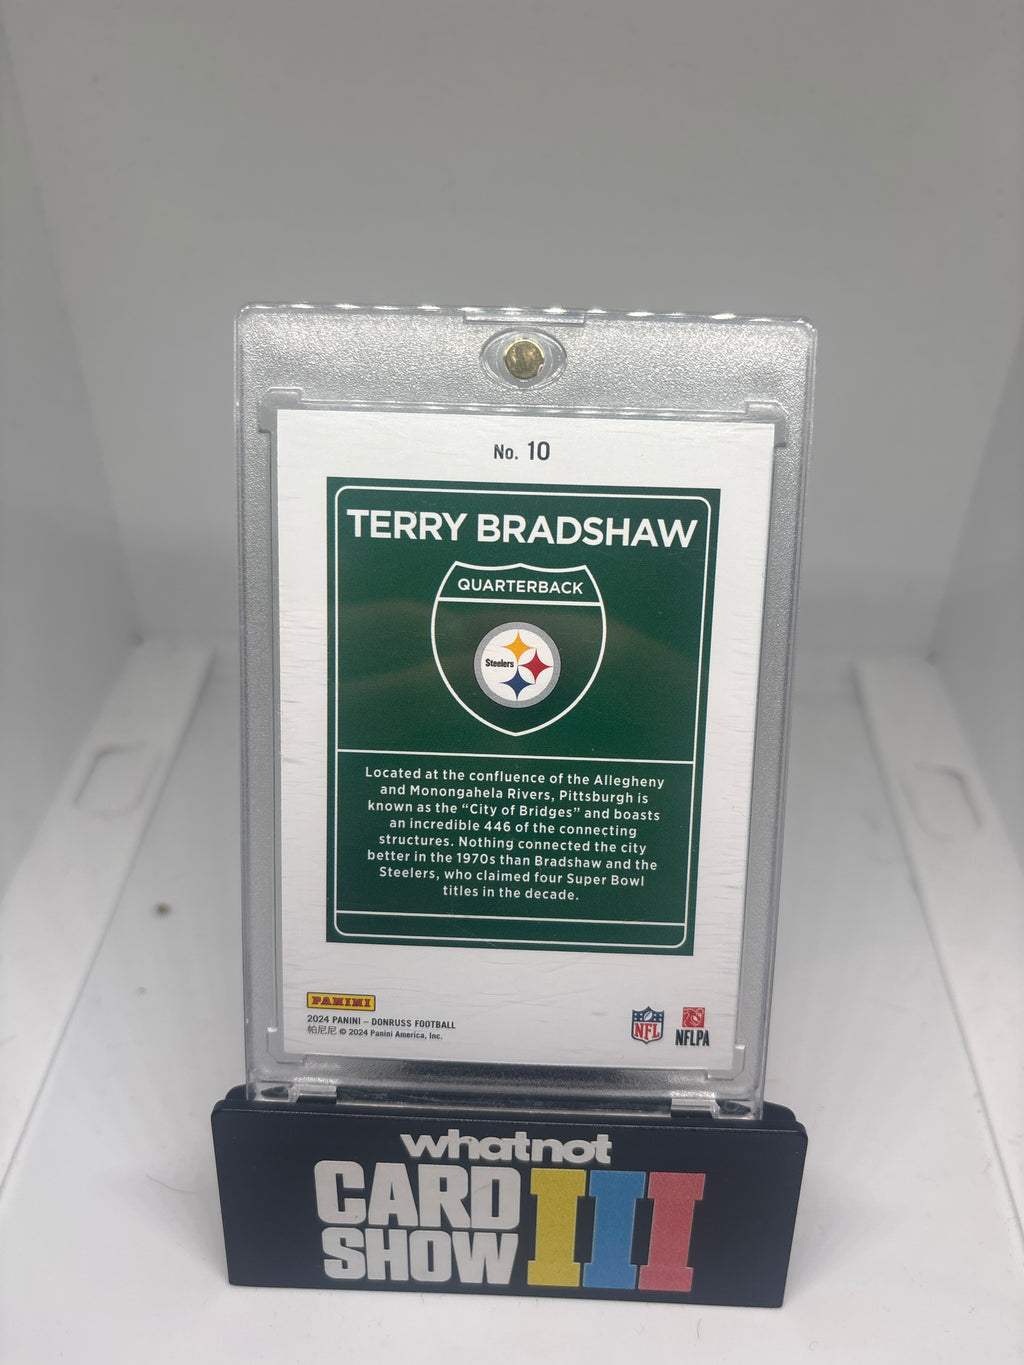 No. 10
TERRY BRADSHAW
QUARTERBACK
Steelers
Located at the confluence of the Allegheny
and Monongahela Rivers, Pittsburgh is
known as the “City of Bridges” and boasts
an incredible 446 of the connecting
structures. Nothing connected the city
better in the 1970s than Bradshaw and the
Steelers, who claimed four Super Bowl
titles in the decade.
PANINI
2024 PANINI – DONRUSS FOOTBALL
帕尼尼 © 2024 Panini America, Inc.
NFL
NFLPA
whatnot
CARD
SHOW
III